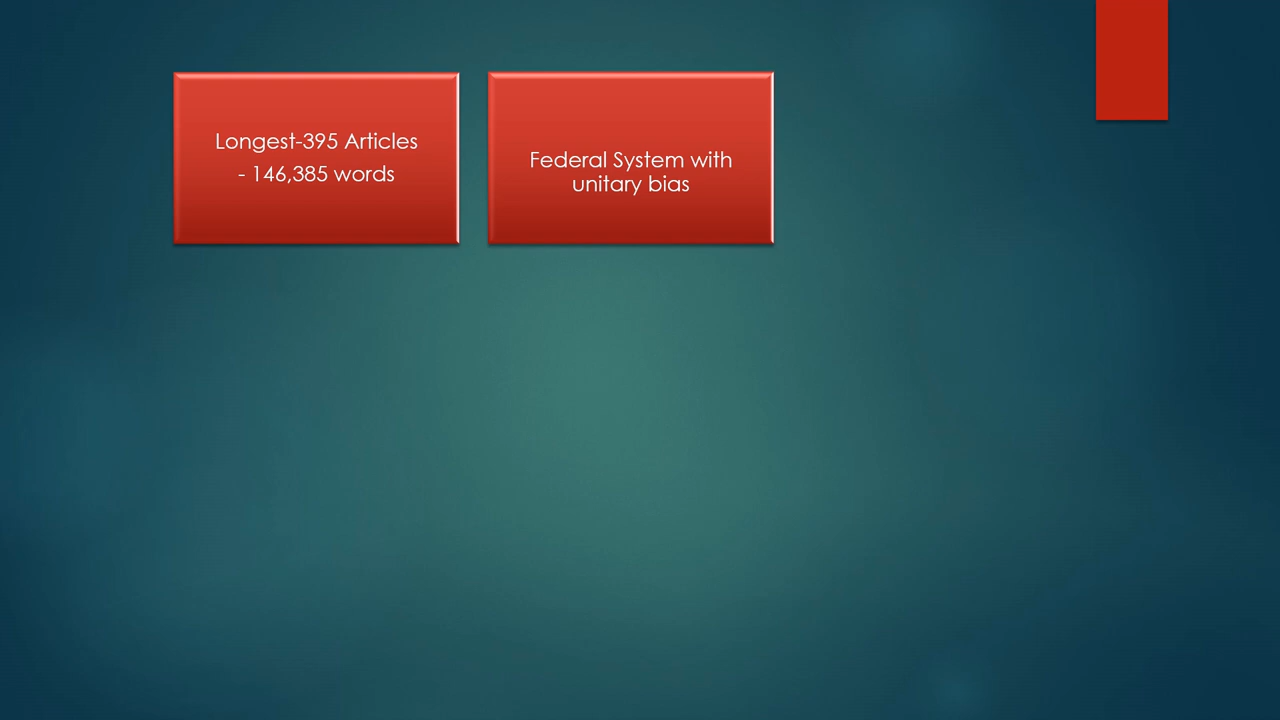 Longest-395 Articles
- 146,385 words
Federal System with
unitary bias